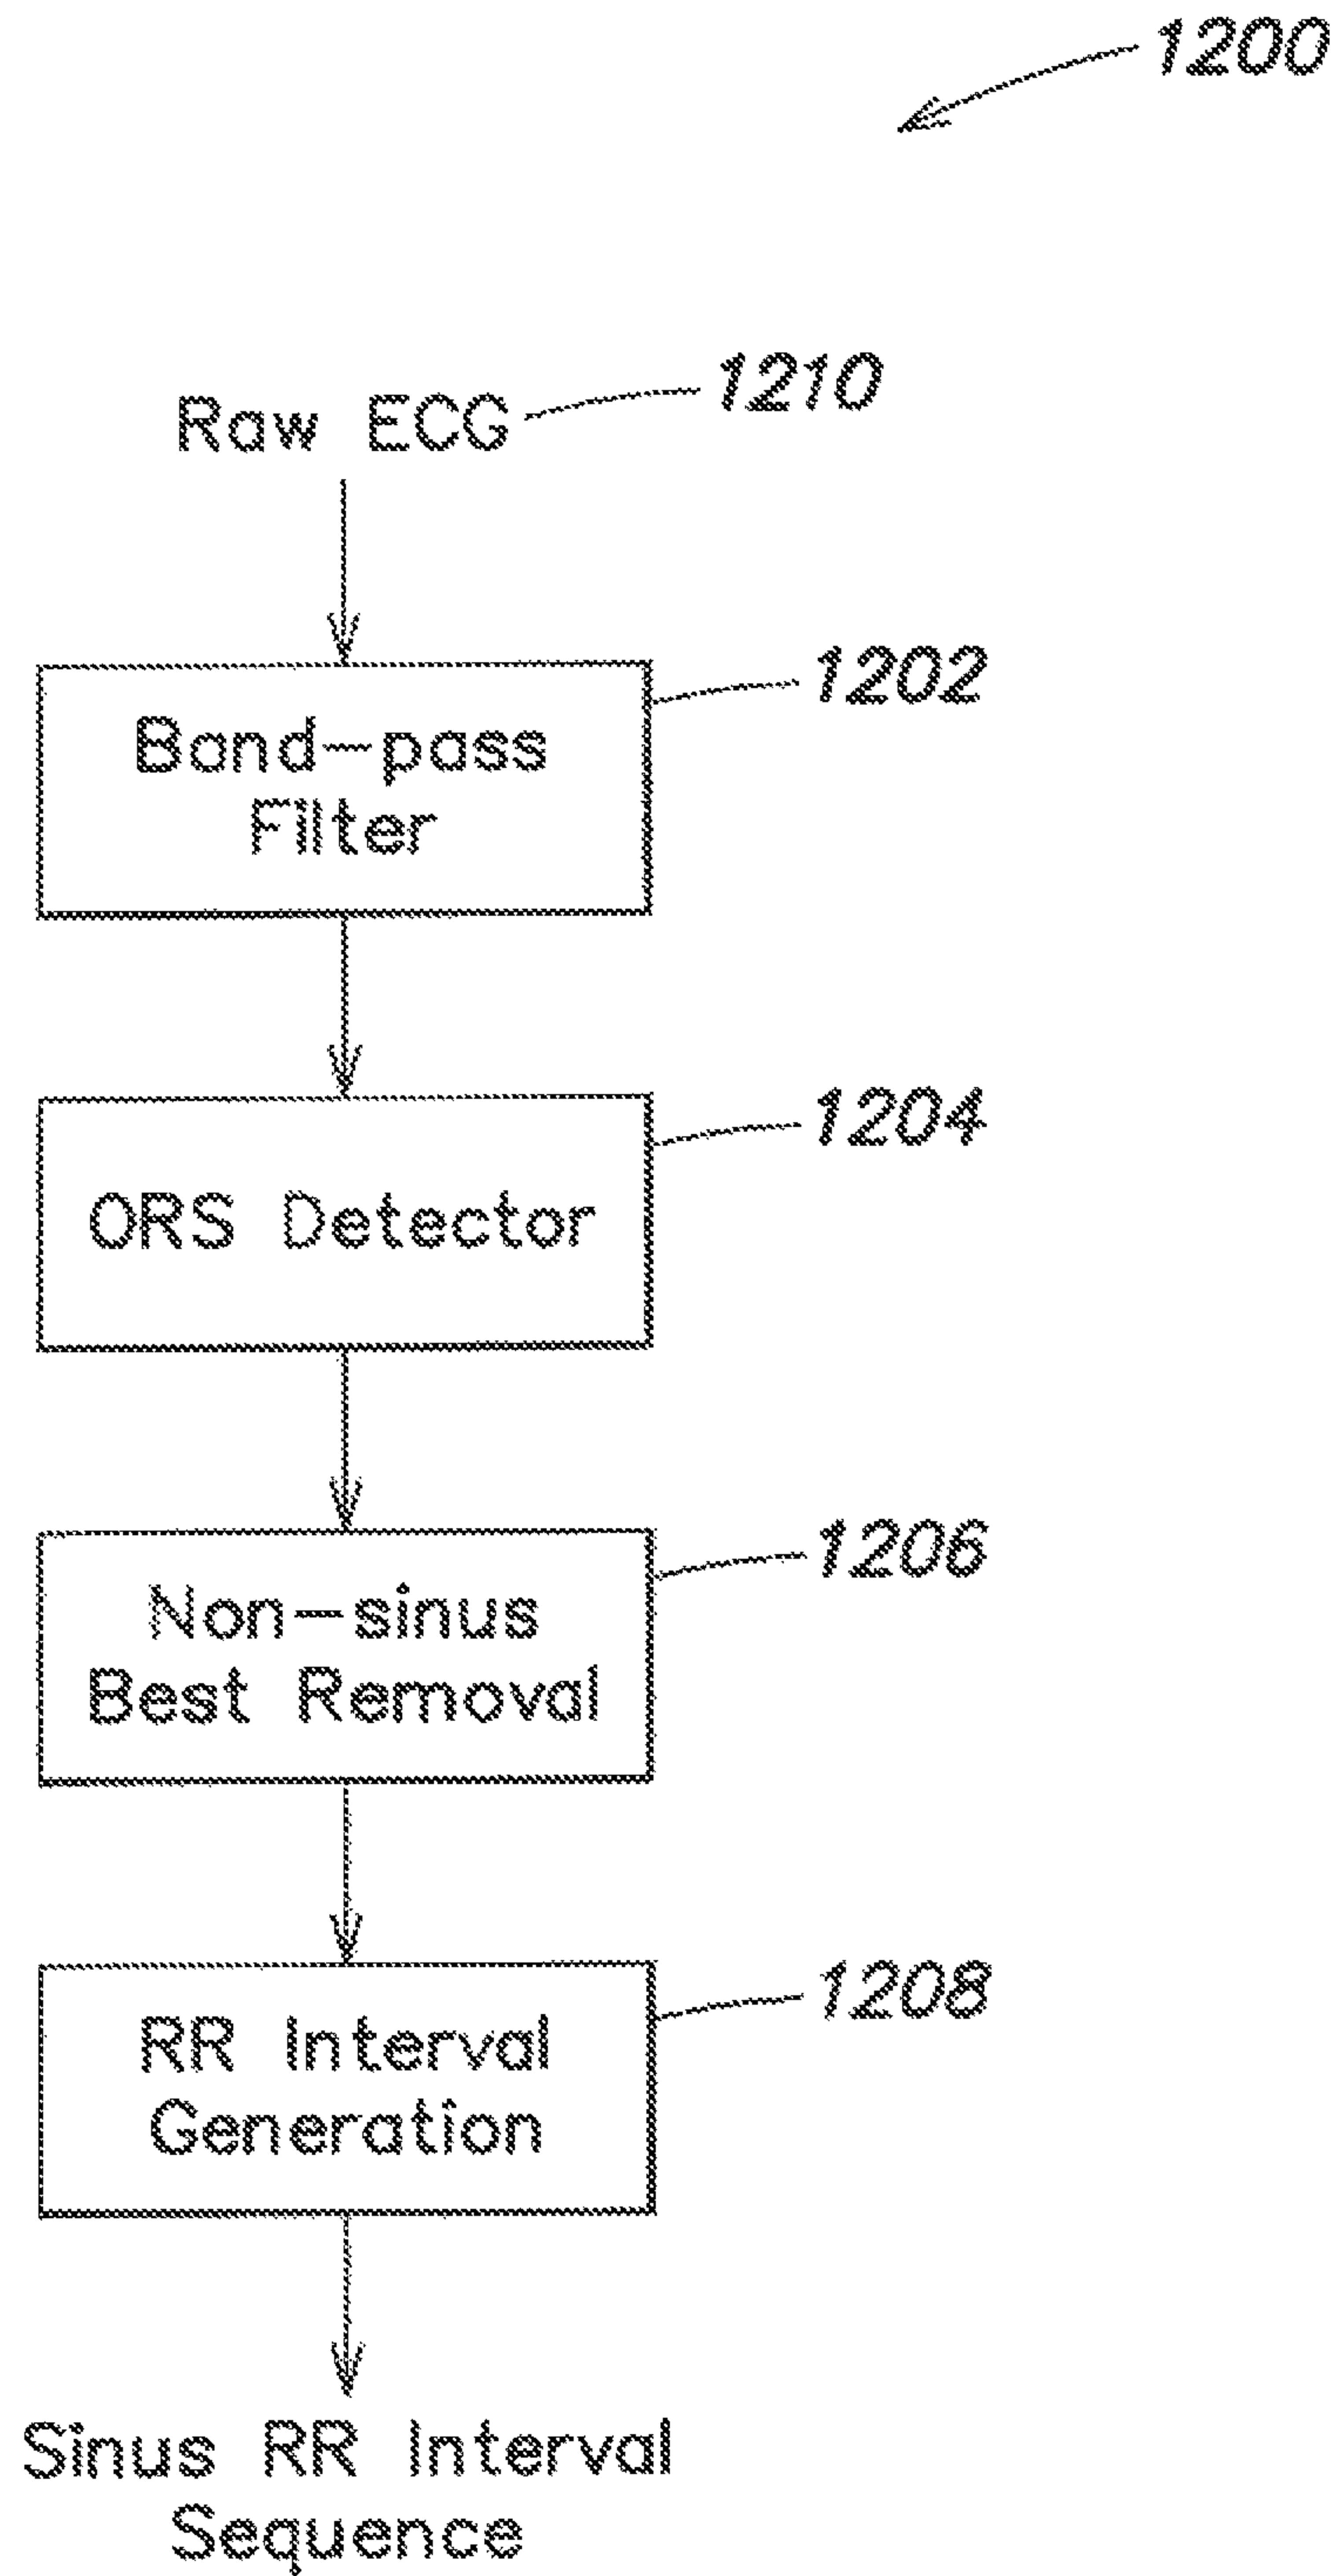 1200
Raw ECG
1210
1202
Band-pass
Filter
1204
ORS Detector
1206
Non-sinus
Best Removal
1208
RR Interval
Generation
Sinus RR Interval
Sequence